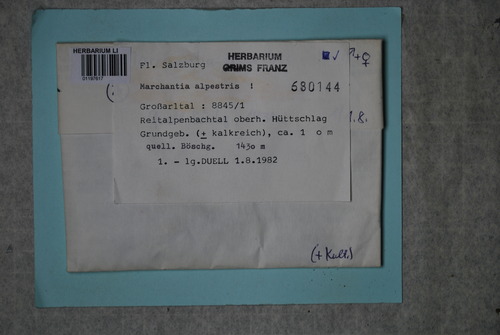 HERBARIUM LI
Fl. Salzburg
HERBARIUM
GRIMS FRANZ
♂+♀
Marchantia alpestris !
680144
Großarltal : 8845/1
Reitalpenbachtal oberh. Hüttschlag
Grundgeb. (+ kalkreich), ca. 1 o m
quell. Böschg. 1430 m
1. - lg.DUELL 1.8.1982
(+ Kult.)